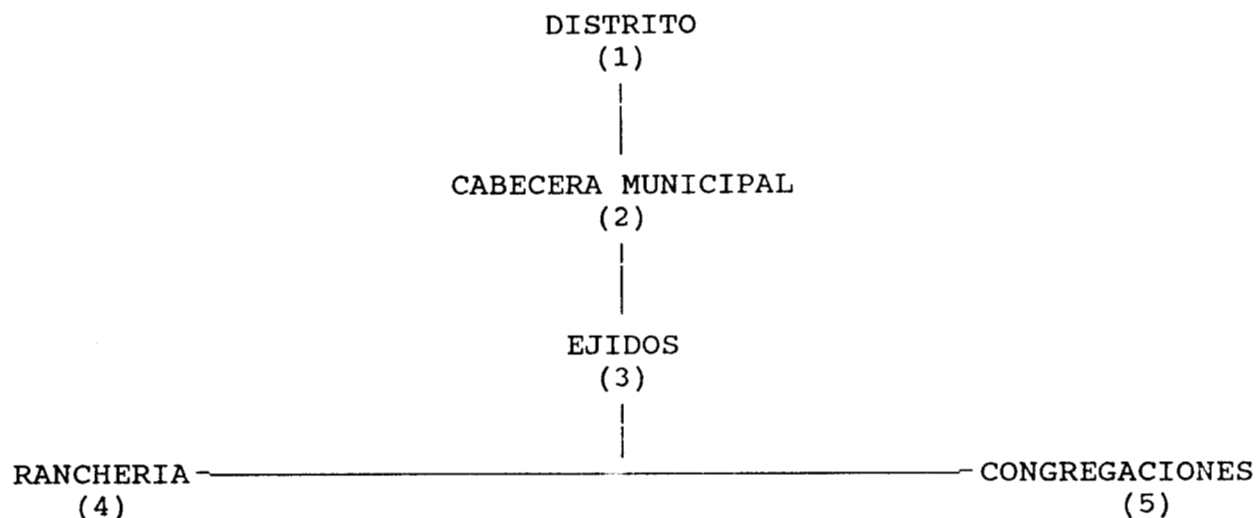 DISTRITO
(1)
CABECERA MUNICIPAL
(2)
EJIDOS
(3)
RANCHERIA
CONGREGACIONES
(4)
(5)